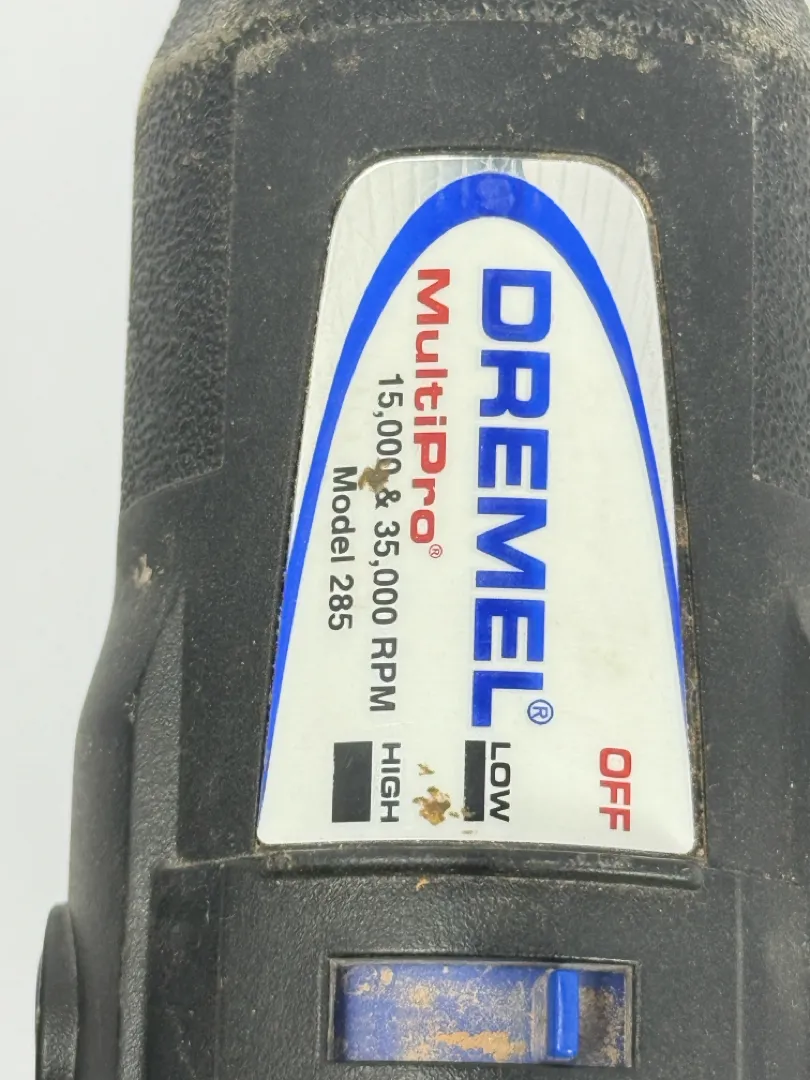 DREMEL®
MultiPro®
15,000 & 35,000 RPM
Model 285
OFF
LOW
HIGH